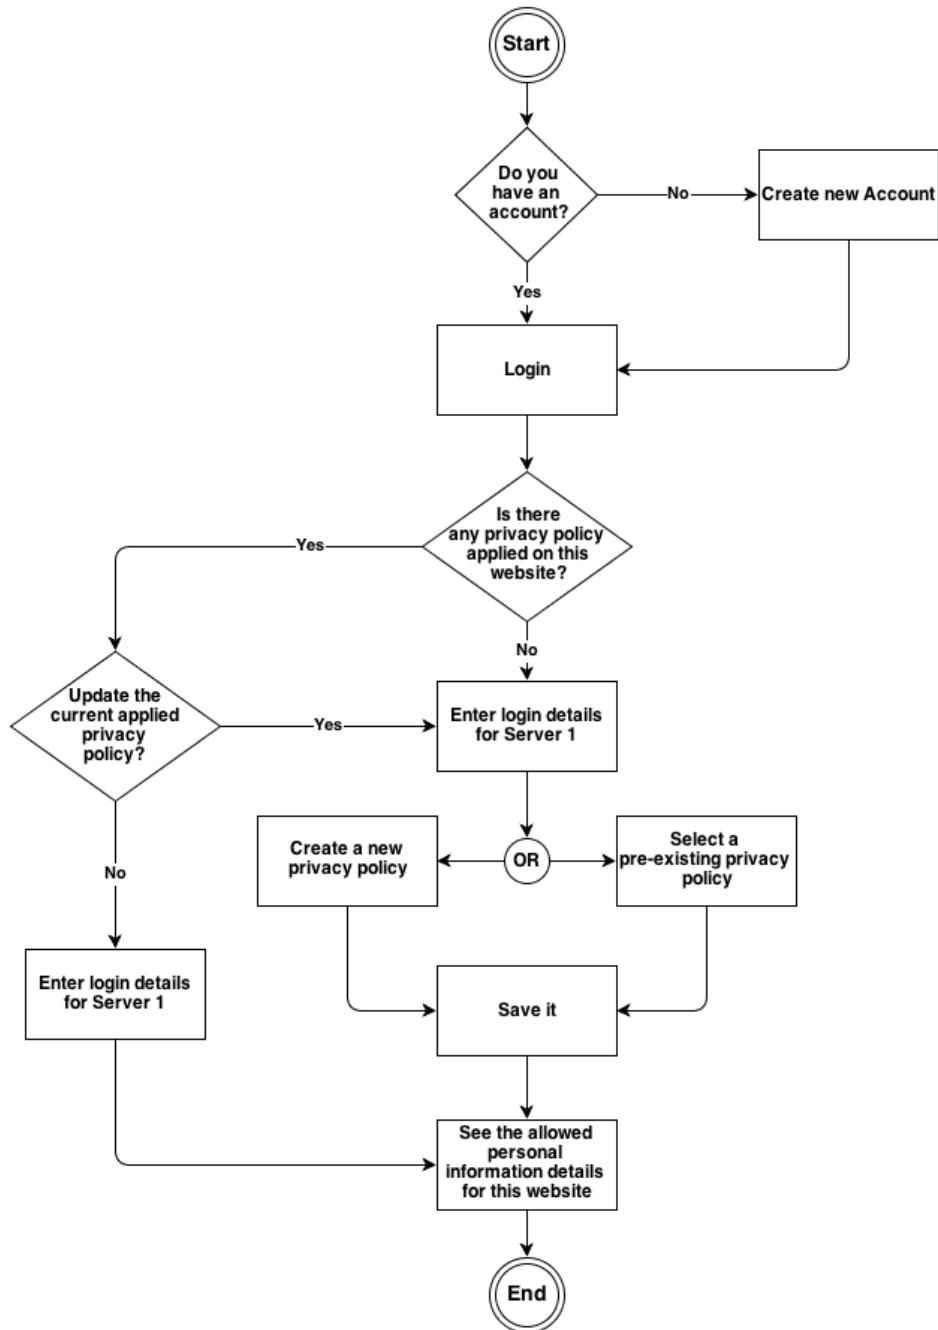 Start
Do you
have an
account?
No
Create new Account
Yes
Login
Is there
any privacy policy
applied on this
website?
Yes
No
Update the
current applied
privacy
policy?
Yes
Enter login details
for Server 1
Create a new
privacy policy
OR
Select a
pre-existing privacy
policy
No
Enter login details
for Server 1
Save it
See the allowed
personal
information details
for this website
End